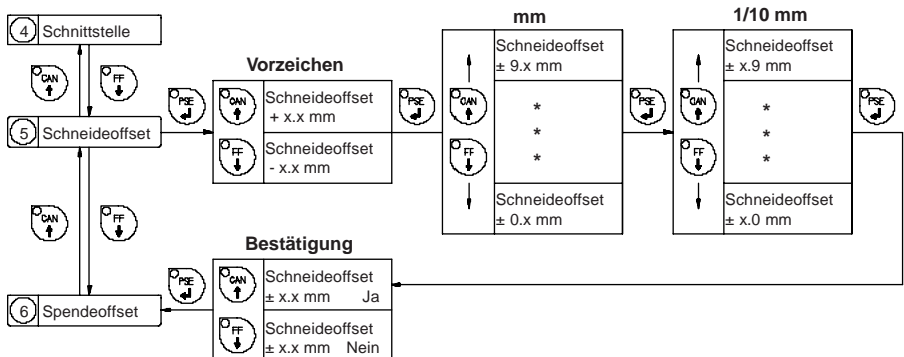 mm
1/10 mm
4 Schnittstelle
CAN
FF
Vorzeichen
5 Schneideoffset
PSE
CAN
Schneideoffset
+ x.x mm
FF
Schneideoffset
- x.x mm
PSE
CAN
FF
Schneideoffset
± 9.x mm
*
*
*
Schneideoffset
± 0.x mm
PSE
CAN
FF
Schneideoffset
± x.9 mm
*
*
*
Schneideoffset
± x.0 mm
PSE
CAN
FF
Bestätigung
6 Spendeoffset
PSE
CAN
Schneideoffset
± x.x mm Ja
FF
Schneideoffset
± x.x mm Nein